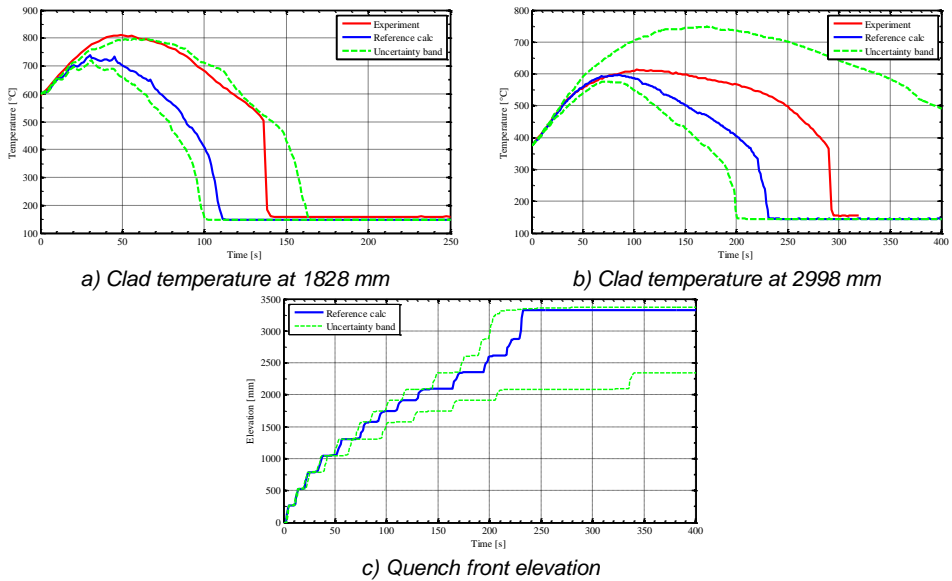 Experiment
Reference calc
Uncertainty band
Temperature [°C]
900
800
700
600
500
400
300
200
100
0 50 100 150 200 250
Time [s]
a) Clad temperature at 1828 mm
Experiment
Reference calc
Uncertainty band
Temperature [°C]
800
700
600
500
400
300
200
100
0 50 100 150 200 250 300 350 400
Time [s]
b) Clad temperature at 2998 mm
Reference calc
Uncertainty band
Elevation [mm]
3500
3000
2500
2000
1500
1000
500
0
0 50 100 150 200 250 300 350 400
Time [s]
c) Quench front elevation